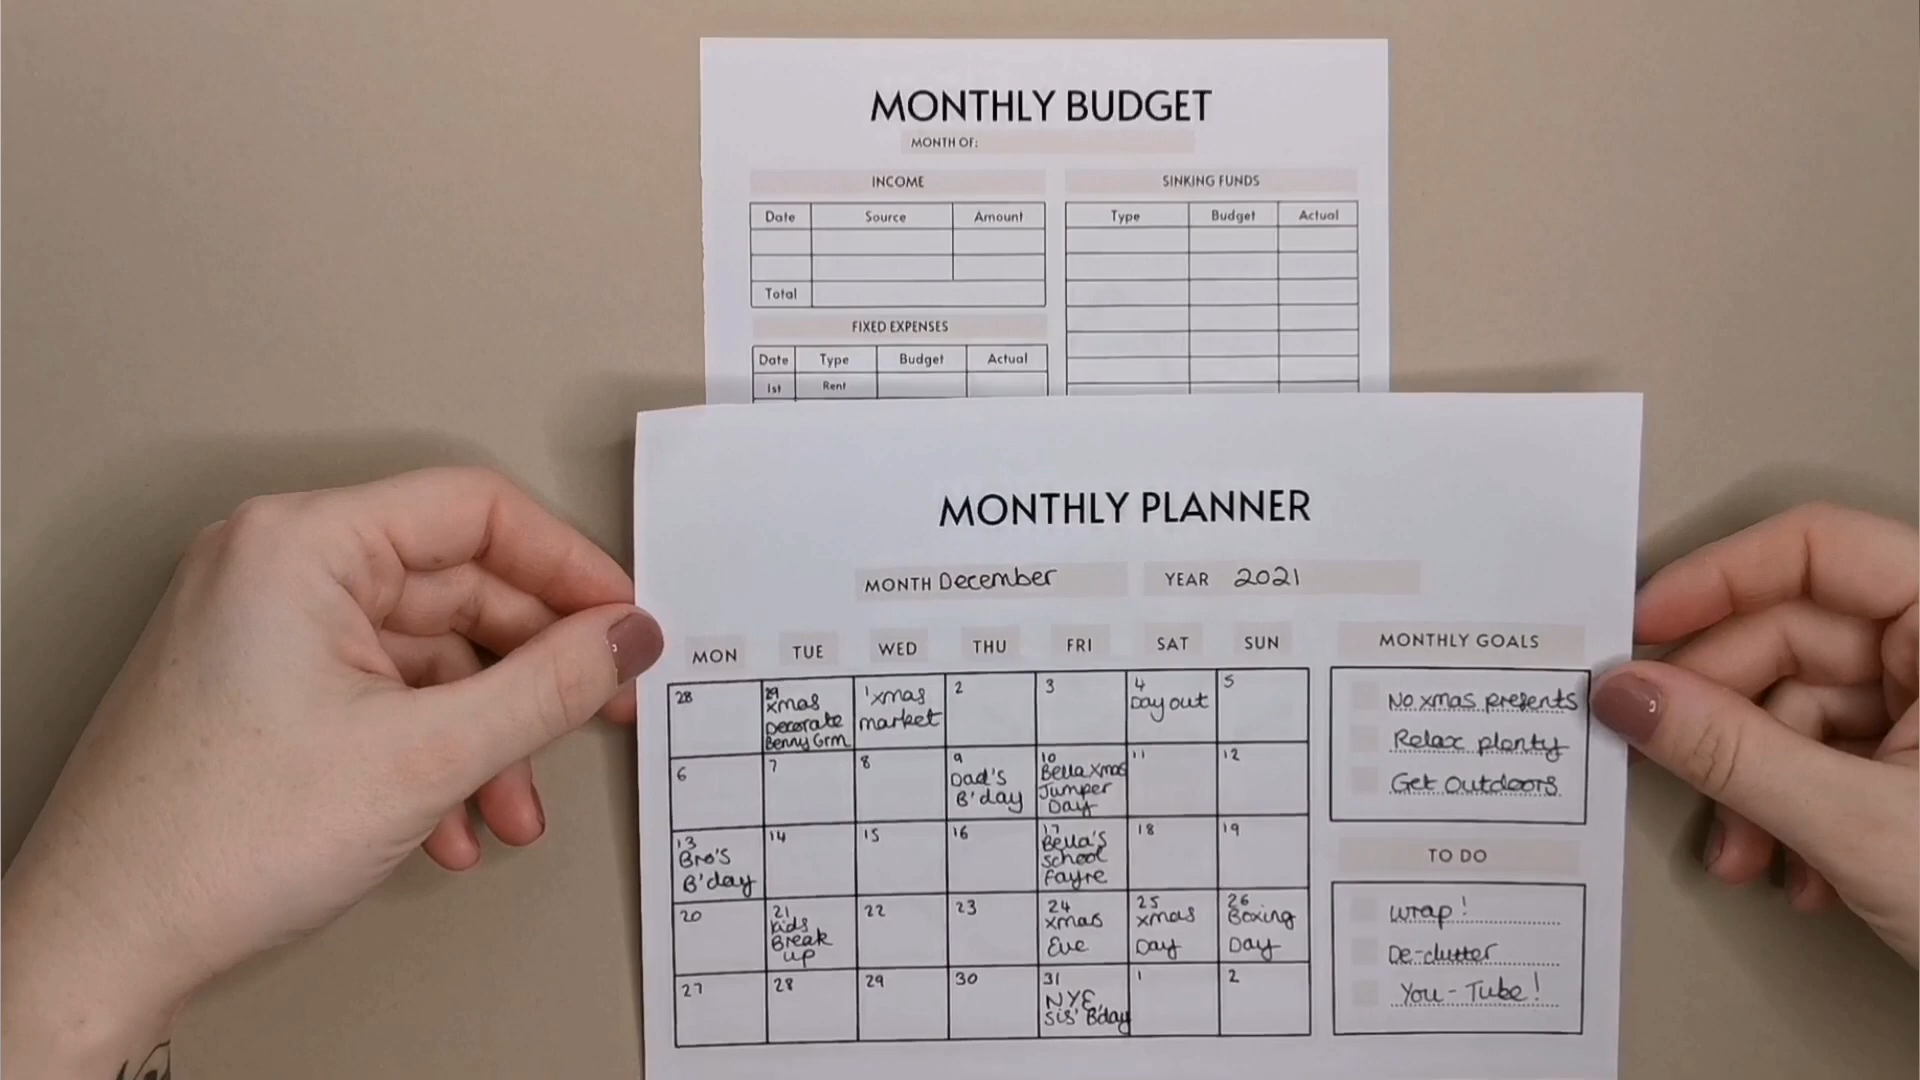 MONTHLY BUDGET
MONTH OF:
INCOME
Date Source Amount
Total
FIXED EXPENSES
Date Type Budget Actual
1st Rent
SINKING FUNDS
Type Budget Actual
MONTHLY PLANNER
MONTH December YEAR 2021
MON TUE WED THU FRI SAT SUN
28
29
xmas
Decorate
Benny Grm
1 xmas
market
2
3
4
Day out
5
6
7
8
9
Dad's
B'day
10
Bella xmas
Jumper
Day
11
12
13
Bro's
B'day
14
15
16
17
Bella's
school
fayre
18
19
20
21
kids
Break
up
22
23
24
xmas
Eve
25
xmas
Day
26
Boxing
Day
27
28
29
30
31
NYE,
sis' B'day
1
2
MONTHLY GOALS
No xmas presents
Relax plenty
Get Outdoors
TO DO
wrap!
De-clutter
You-Tube!